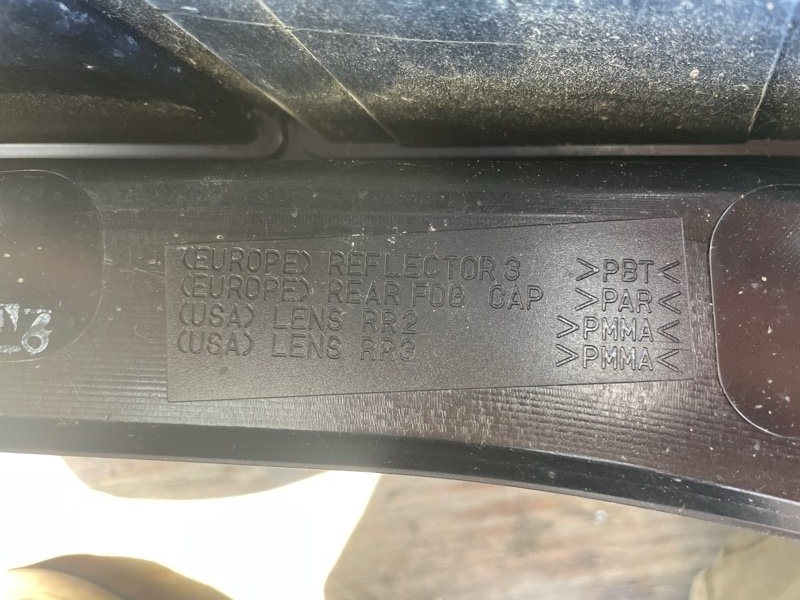 (EUROPE) REFLECTOR 3 >PBT<
(EUROPE) REAR FOG CAP >PAR<
(USA) LENS RR2 >PMMA<
(USA) LENS RR3 >PMMA<